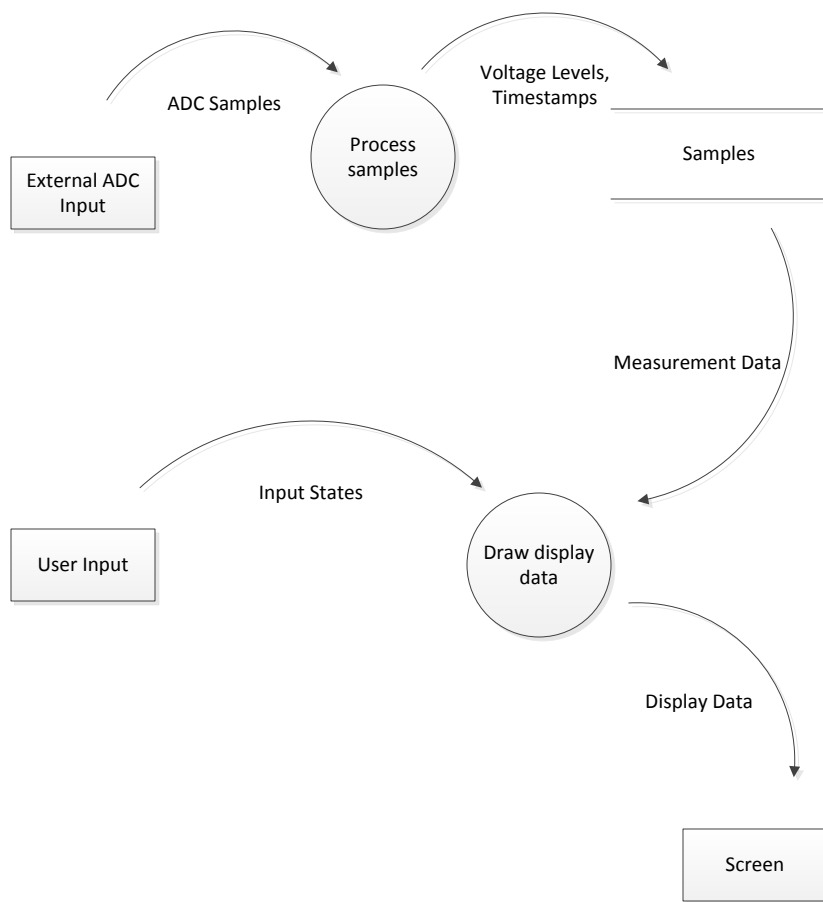 ADC Samples
Voltage Levels,
Timestamps
External ADC
Input
Process
samples
Samples
Measurement Data
Input States
User Input
Draw display
data
Display Data
Screen